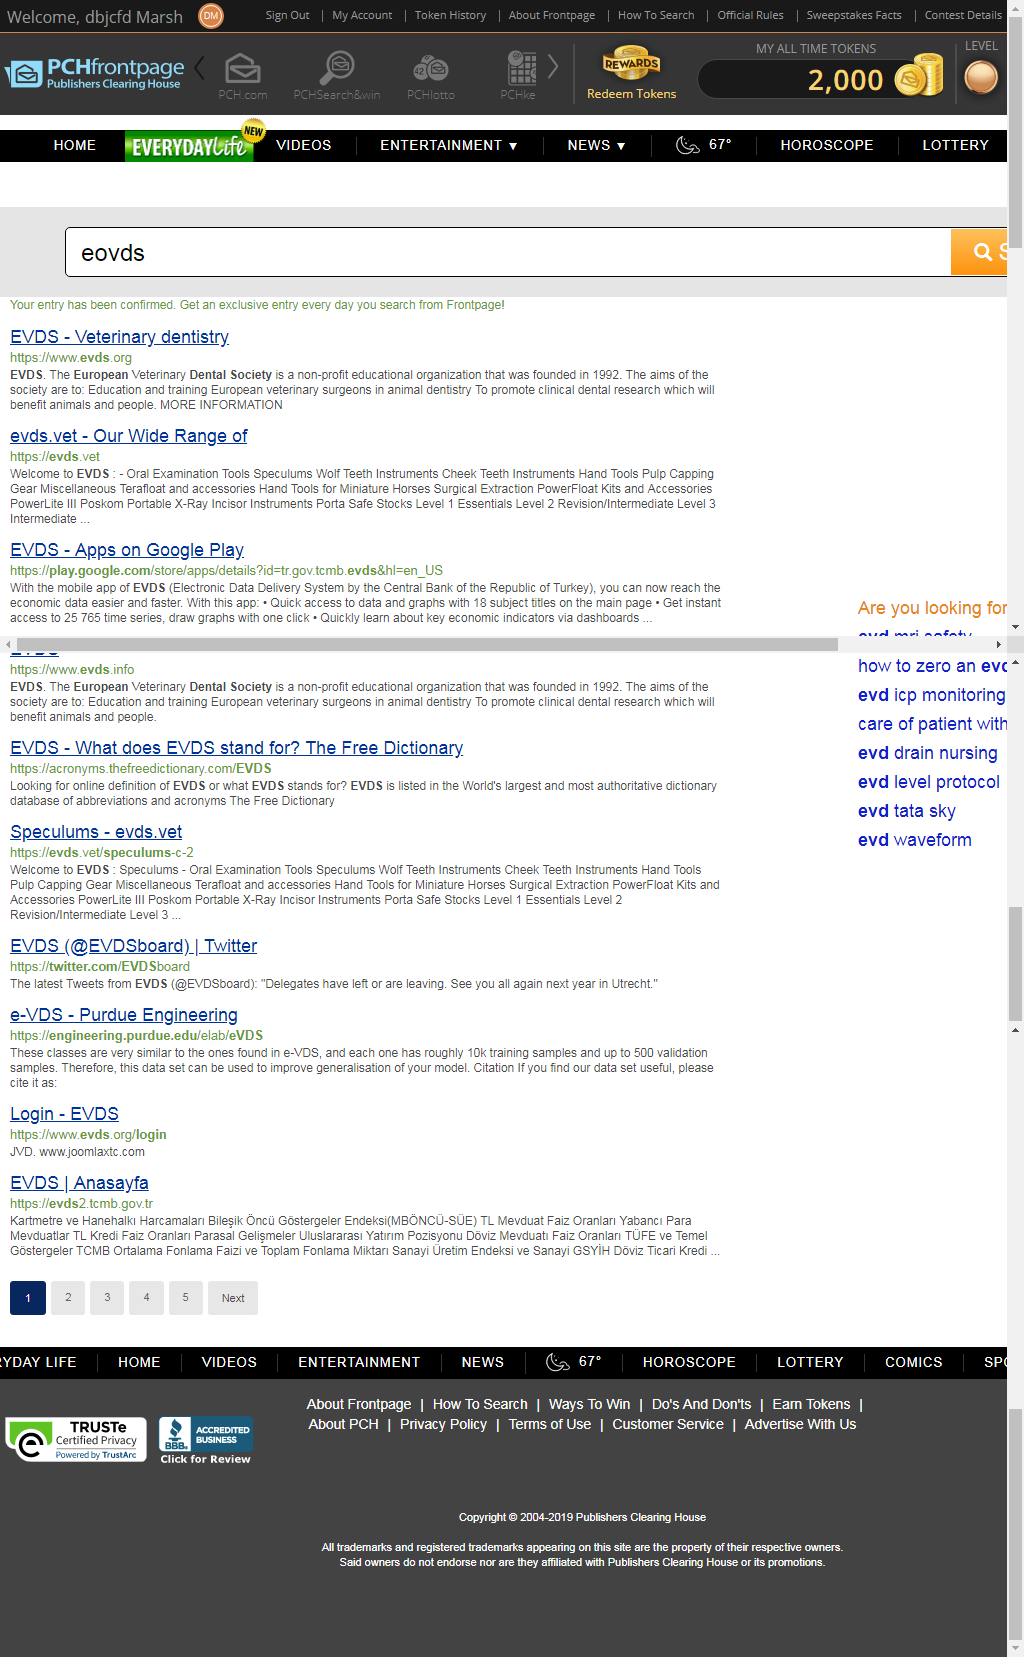 Welcome, dbjcfd Marsh DM Sign Out | My Account | Token History | About Frontpage | How To Search | Official Rules | Sweepstakes Facts | Contest Details
PCHfrontpage
Publishers Clearing House
PCH.com PCHSearch&win 42 PCHlotto PCHke
REWARDS
Redeem Tokens
MY ALL TIME TOKENS
2,000
LEVEL
HOME EVERYDAY Life NEW VIDEOS ENTERTAINMENT ▼ NEWS ▼ 67° HOROSCOPE LOTTERY
eovds
Your entry has been confirmed. Get an exclusive entry every day you search from Frontpage!
EVDS - Veterinary dentistry
https://www.evds.org
EVDS. The European Veterinary Dental Society is a non-profit educational organization that was founded in 1992. The aims of the
society are to: Education and training European veterinary surgeons in animal dentistry To promote clinical dental research which will
benefit animals and people. MORE INFORMATION
evds.vet - Our Wide Range of
https://evds.vet
Welcome to EVDS : - Oral Examination Tools Speculums Wolf Teeth Instruments Cheek Teeth Instruments Hand Tools Pulp Capping
Gear Miscellaneous Terafloat and accessories Hand Tools for Miniature Horses Surgical Extraction PowerFloat Kits and Accessories
PowerLite III Poskom Portable X-Ray Incisor Instruments Porta Safe Stocks Level 1 Essentials Level 2 Revision/Intermediate Level 3
Intermediate ...
EVDS - Apps on Google Play
https://play.google.com/store/apps/details?id=tr.gov.tcmb.evds&hl=en_US
With the mobile app of EVDS (Electronic Data Delivery System by the Central Bank of the Republic of Turkey), you can now reach the
economic data easier and faster. With this app: • Quick access to data and graphs with 18 subject titles on the main page • Get instant
access to 25 765 time series, draw graphs with one click • Quickly learn about key economic indicators via dashboards ...
EVDS
https://www.evds.info
EVDS. The European Veterinary Dental Society is a non-profit educational organization that was founded in 1992. The aims of the
society are to: Education and training European veterinary surgeons in animal dentistry To promote clinical dental research which will
benefit animals and people.
EVDS - What does EVDS stand for? The Free Dictionary
https://acronyms.thefreedictionary.com/EVDS
Looking for online definition of EVDS or what EVDS stands for? EVDS is listed in the World's largest and most authoritative dictionary
database of abbreviations and acronyms The Free Dictionary
Speculums - evds.vet
https://evds.vet/speculums-c-2
Welcome to EVDS : Speculums - Oral Examination Tools Speculums Wolf Teeth Instruments Cheek Teeth Instruments Hand Tools
Pulp Capping Gear Miscellaneous Terafloat and accessories Hand Tools for Miniature Horses Surgical Extraction PowerFloat Kits and
Accessories PowerLite III Poskom Portable X-Ray Incisor Instruments Porta Safe Stocks Level 1 Essentials Level 2
Revision/Intermediate Level 3 ...
EVDS (@EVDSboard) | Twitter
https://twitter.com/EVDSboard
The latest Tweets from EVDS (@EVDSboard): "Delegates have left or are leaving. See you all again next year in Utrecht."
e-VDS - Purdue Engineering
https://engineering.purdue.edu/elab/eVDS
These classes are very similar to the ones found in e-VDS, and each one has roughly 10k training samples and up to 500 validation
samples. Therefore, this data set can be used to improve generalisation of your model. Citation If you find our data set useful, please
cite it as:
Login - EVDS
https://www.evds.org/login
JVD. www.joomlaxtc.com
EVDS | Anasayfa
https://evds2.tcmb.gov.tr
Kartmetre ve Hanehalkı Harcamaları Bileşik Öncü Göstergeler Endeksi(MBÖNCÜ-SÜE) TL Mevduat Faiz Oranları Yabancı Para
Mevduatlar TL Kredi Faiz Oranları Parasal Gelişmeler Uluslararası Yatırım Pozisyonu Döviz Mevduatı Faiz Oranları TÜFE ve Temel
Göstergeler TCMB Ortalama Fonlama Faizi ve Toplam Fonlama Miktarı Sanayi Üretim Endeksi ve Sanayi GSYİH Döviz Ticari Kredi ...
Are you looking for
evd mri safety
how to zero an evd
evd icp monitoring
care of patient with
evd drain nursing
evd level protocol
evd tata sky
evd waveform
1 2 3 4 5 Next
RYDAY LIFE HOME VIDEOS ENTERTAINMENT NEWS 67° HOROSCOPE LOTTERY COMICS SPO
About Frontpage | How To Search | Ways To Win | Do's And Don'ts | Earn Tokens |
About PCH | Privacy Policy | Terms of Use | Customer Service | Advertise With Us
TRUSTe
Certified Privacy
Powered by TrustArc
BBB. ACCREDITED BUSINESS
Click for Review
Copyright © 2004-2019 Publishers Clearing House
All trademarks and registered trademarks appearing on this site are the property of their respective owners.
Said owners do not endorse nor are they affiliated with Publishers Clearing House or its promotions.